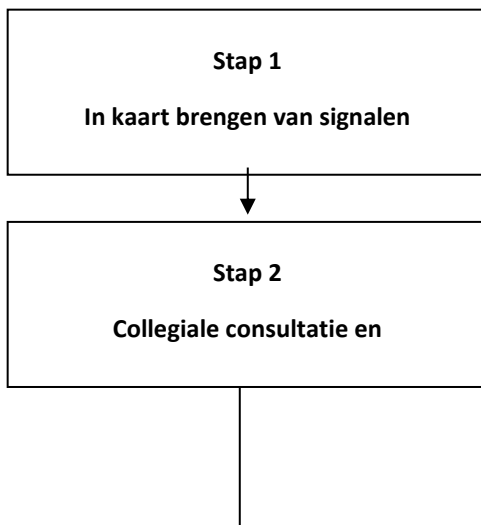 Stap 1
In kaart brengen van signalen
Stap 2
Collegiale consultatie en